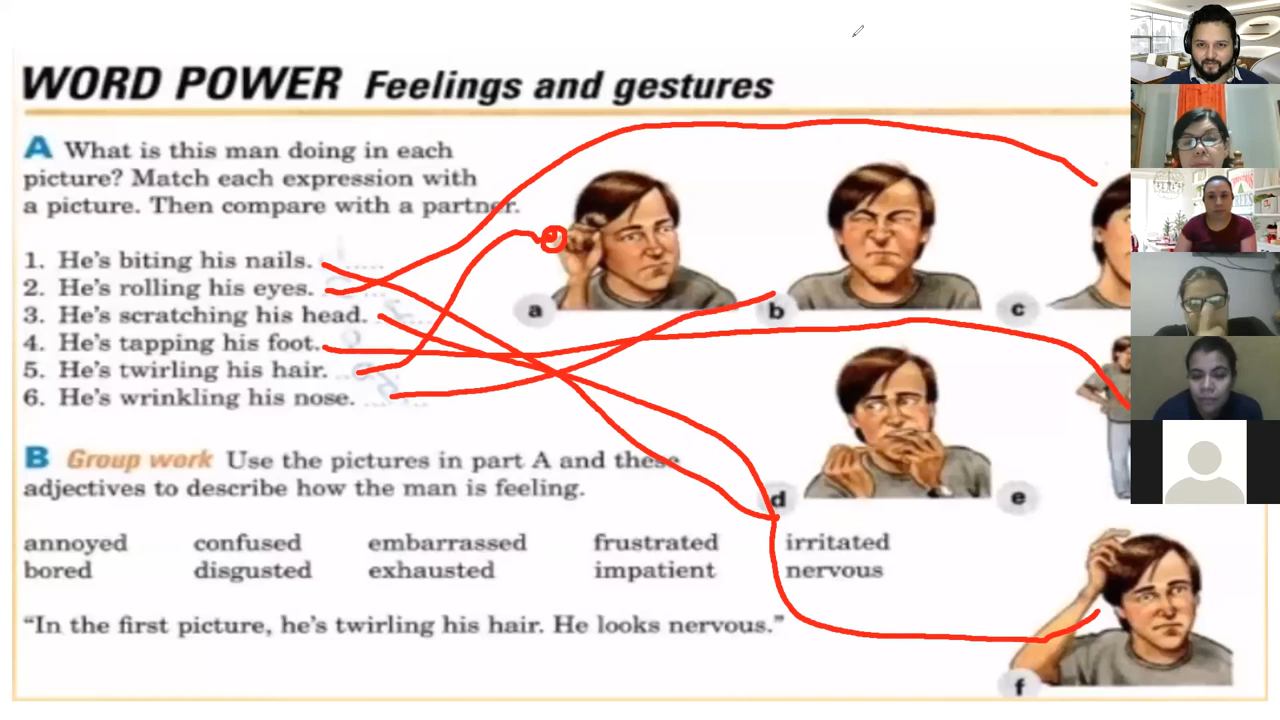 WORD POWER Feelings and gestures
A What is this man doing in each
picture? Match each expression with
a picture. Then compare with a partner.
1. He's biting his nails.
2. He's rolling his eyes.
3. He's scratching his head.
4. He's tapping his foot.
5. He's twirling his hair.
6. He's wrinkling his nose.
a
b
c
d
e
f
B Group work Use the pictures in part A and these
adjectives to describe how the man is feeling.
annoyed confused embarrassed frustrated irritated
bored disgusted exhausted impatient nervous
"In the first picture, he's twirling his hair. He looks nervous."